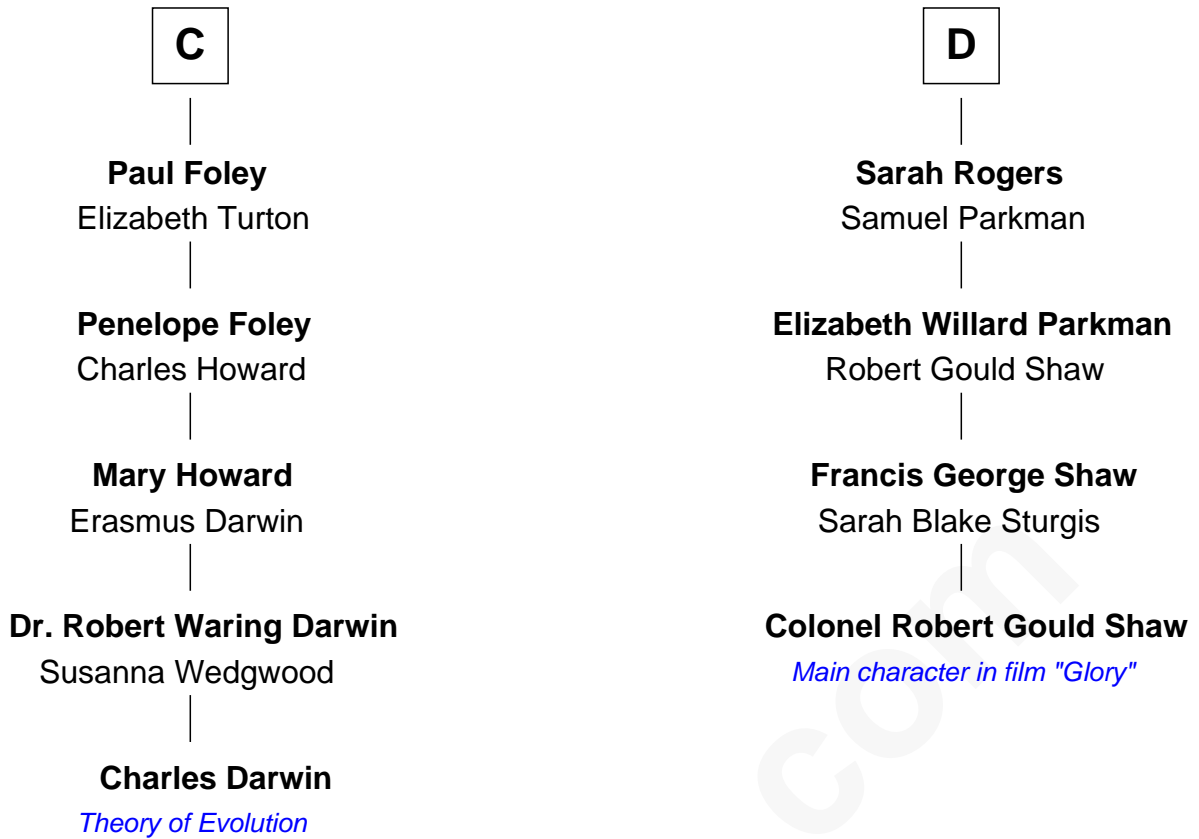 C
Paul Foley
Elizabeth Turton
Penelope Foley
Charles Howard
Mary Howard
Erasmus Darwin
Dr. Robert Waring Darwin
Susanna Wedgwood
Charles Darwin
Theory of Evolution
D
Sarah Rogers
Samuel Parkman
Elizabeth Willard Parkman
Robert Gould Shaw
Francis George Shaw
Sarah Blake Sturgis
Colonel Robert Gould Shaw
Main character in film "Glory"
com